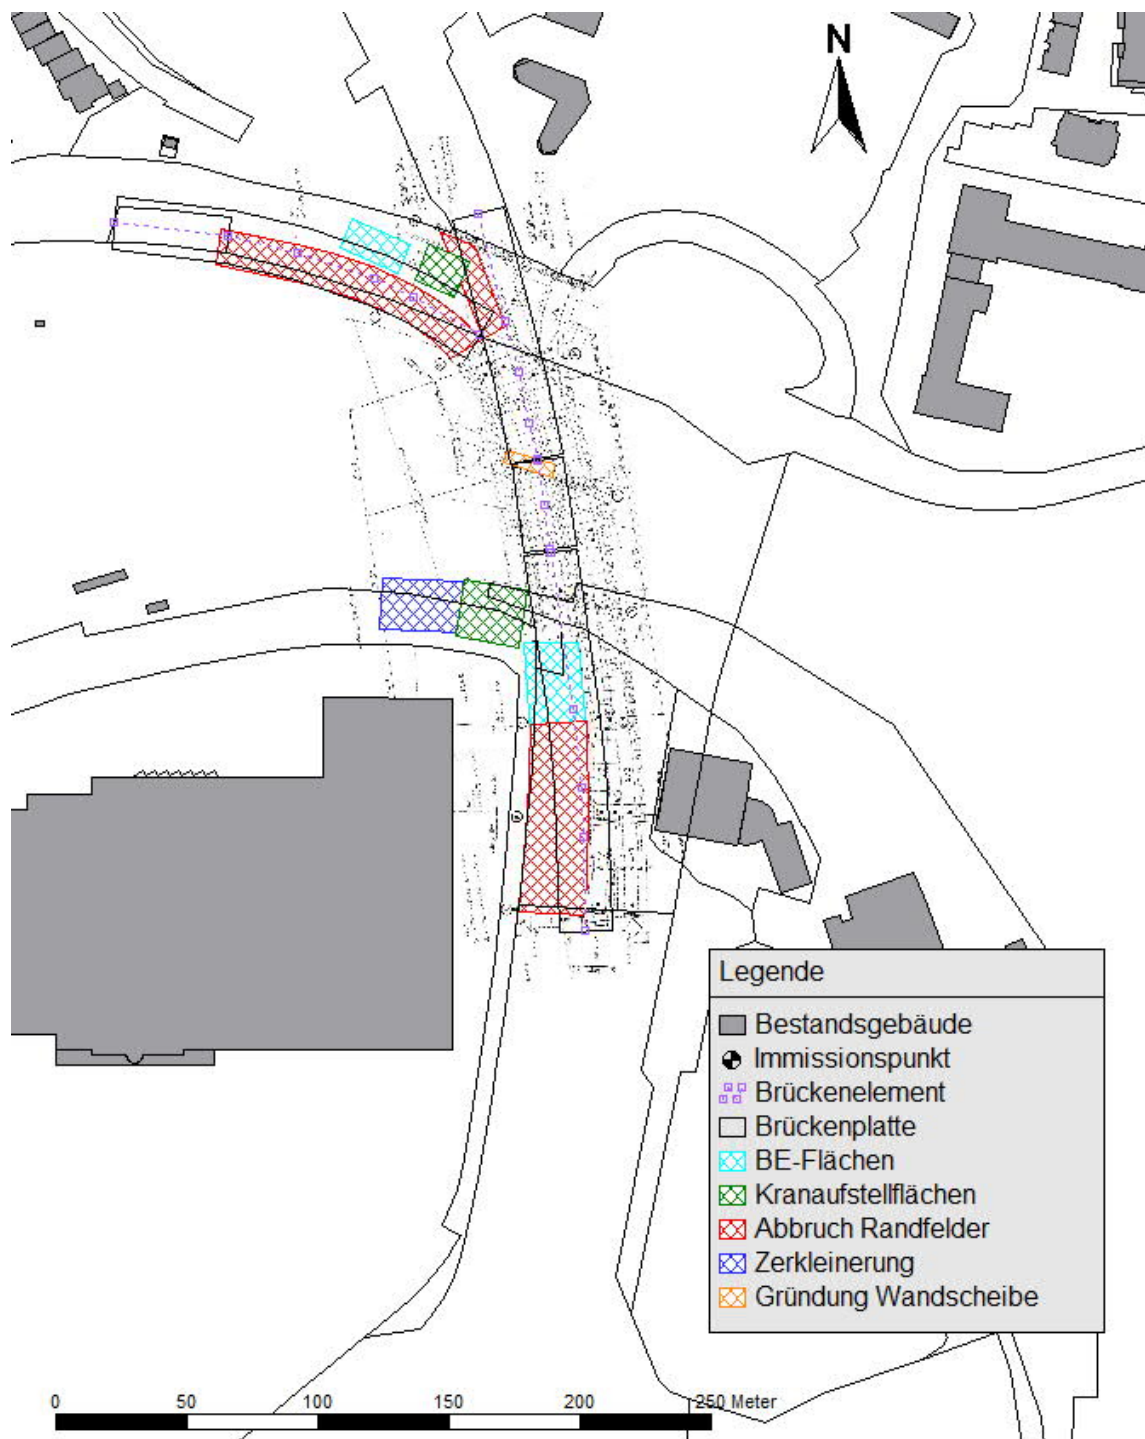 N
Legende
Bestandsgebäude
Immissionspunkt
Brückenelement
Brückenplatte
BE-Flächen
Kranaufstellflächen
Abbruch Randfelder
Zerkleinerung
Gründung Wandscheibe
0 50 100 150 200 250 Meter